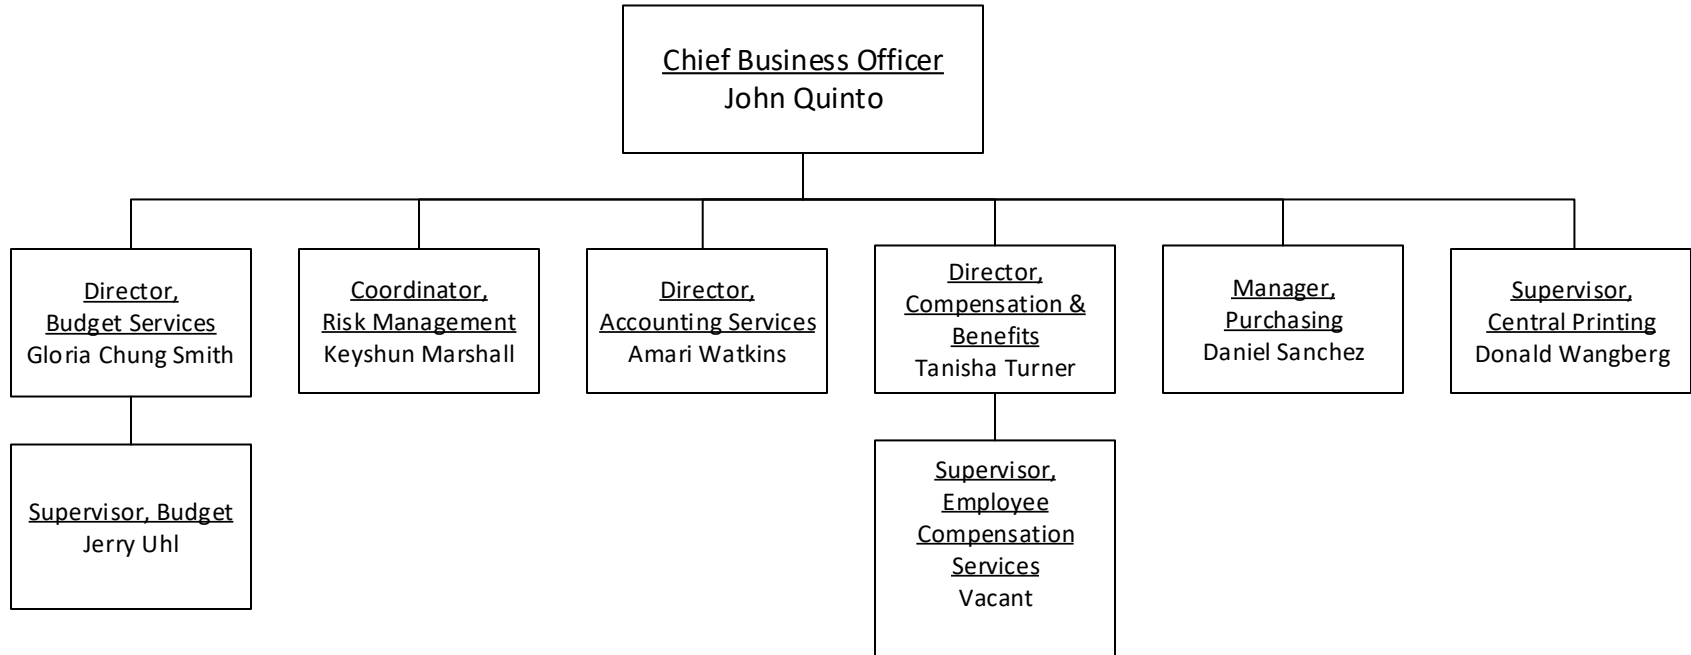 Chief Business Officer
John Quinto
Director,
Budget Services
Gloria Chung Smith
Coordinator,
Risk Management
Keyshun Marshall
Director,
Accounting Services
Amari Watkins
Director,
Compensation &
Benefits
Tanisha Turner
Manager,
Purchasing
Daniel Sanchez
Supervisor,
Central Printing
Donald Wangberg
Supervisor, Budget
Jerry Uhl
Supervisor,
Employee
Compensation
Services
Vacant